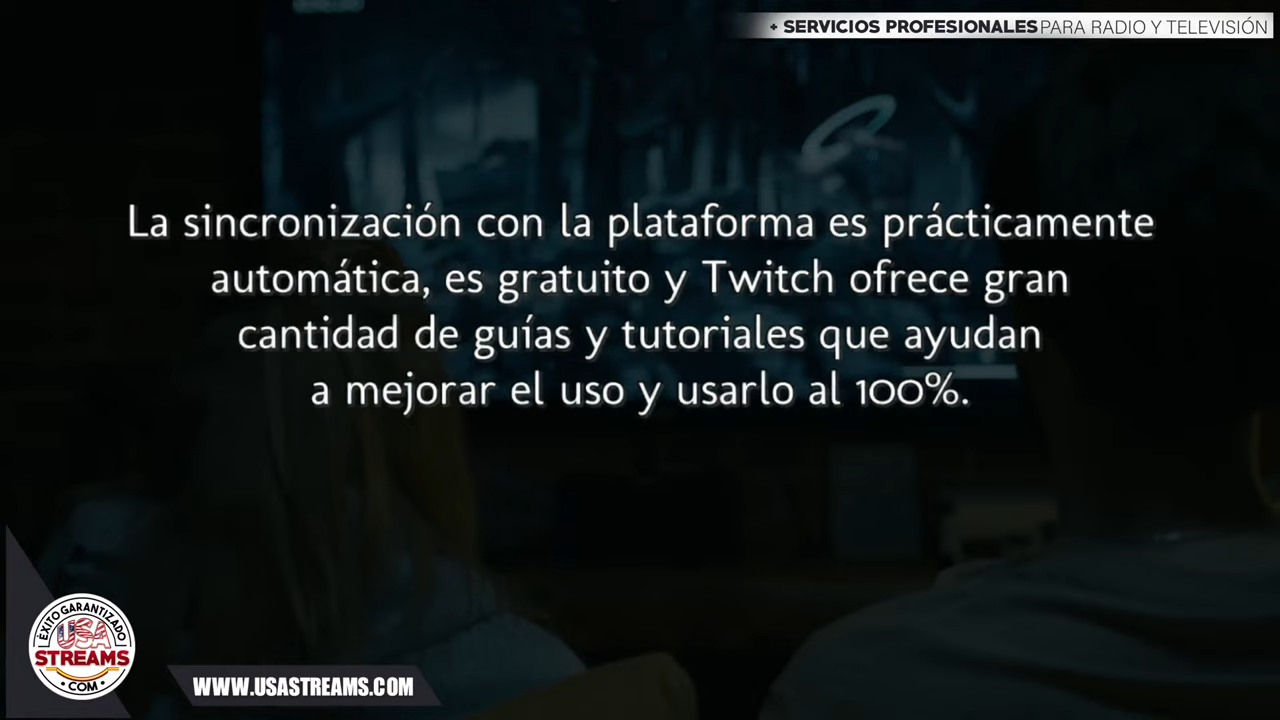 + SERVICIOS PROFESIONALES PARA RADIO Y TELEVISIÓN
La sincronización con la plataforma es prácticamente
automática, es gratuito y Twitch ofrece gran
cantidad de guías y tutoriales que ayudan
a mejorar el uso y usarlo al 100%.
ÉXITO GARANTIZADO
USA
STREAMS
• COM •
WWW.USASTREAMS.COM